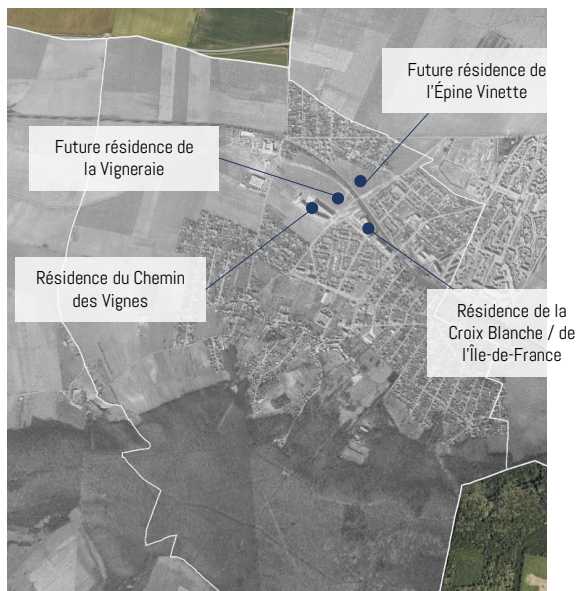 Future résidence de
l'Épine Vinette
Future résidence de
la Vigneraie
Résidence du Chemin
des Vignes
Résidence de la
Croix Blanche / de
l'Île-de-France